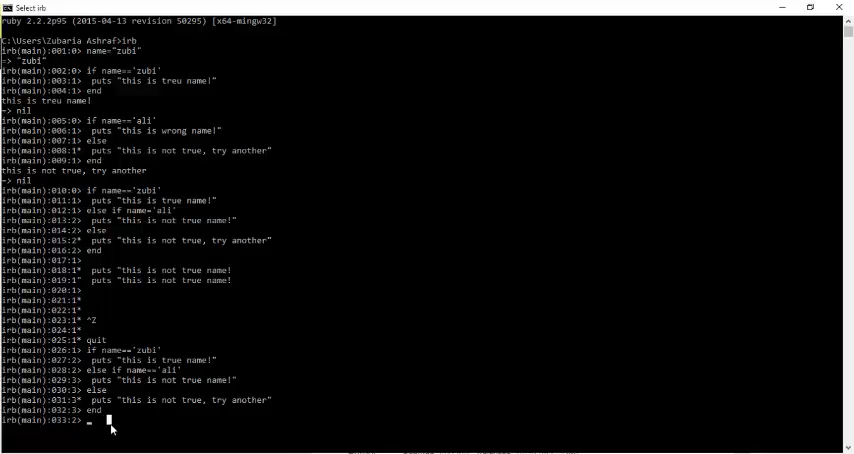 Select irb
ruby 2.2.2p95 (2015-04-13 revision 50295) [x64-mingw32]
C:\Users\Zubaria Ashraf>irb
irb(main):001:0> name="zubi"
=> "zubi"
irb(main):002:0> if name=='zubi'
irb(main):003:1>  puts "this is treu name!"
irb(main):004:1> end
this is treu name!
=> nil
irb(main):005:0> if name=='ali'
irb(main):006:1>  puts "this is wrong name!"
irb(main):007:1> else
irb(main):008:1*  puts "this is not true, try another"
irb(main):009:1> end
this is not true, try another
=> nil
irb(main):010:0> if name=='zubi'
irb(main):011:1>  puts "this is true name!"
irb(main):012:1> else if name='ali'
irb(main):013:2>  puts "this is not true name!"
irb(main):014:2> else
irb(main):015:2*  puts "this is not true, try another"
irb(main):016:2> end
irb(main):017:1>
irb(main):018:1*  puts "this is not true name!
irb(main):019:1"  puts "this is not true name!
irb(main):020:1>
irb(main):021:1*
irb(main):022:1*
irb(main):023:1* ^Z
irb(main):024:1*
irb(main):025:1* quit
irb(main):026:1> if name=='zubi'
irb(main):027:2>  puts "this is true name!"
irb(main):028:2> else if name=='ali'
irb(main):029:3>  puts "this is not true name!"
irb(main):030:3> else
irb(main):031:3*  puts "this is not true, try another"
irb(main):032:3> end
irb(main):033:2>